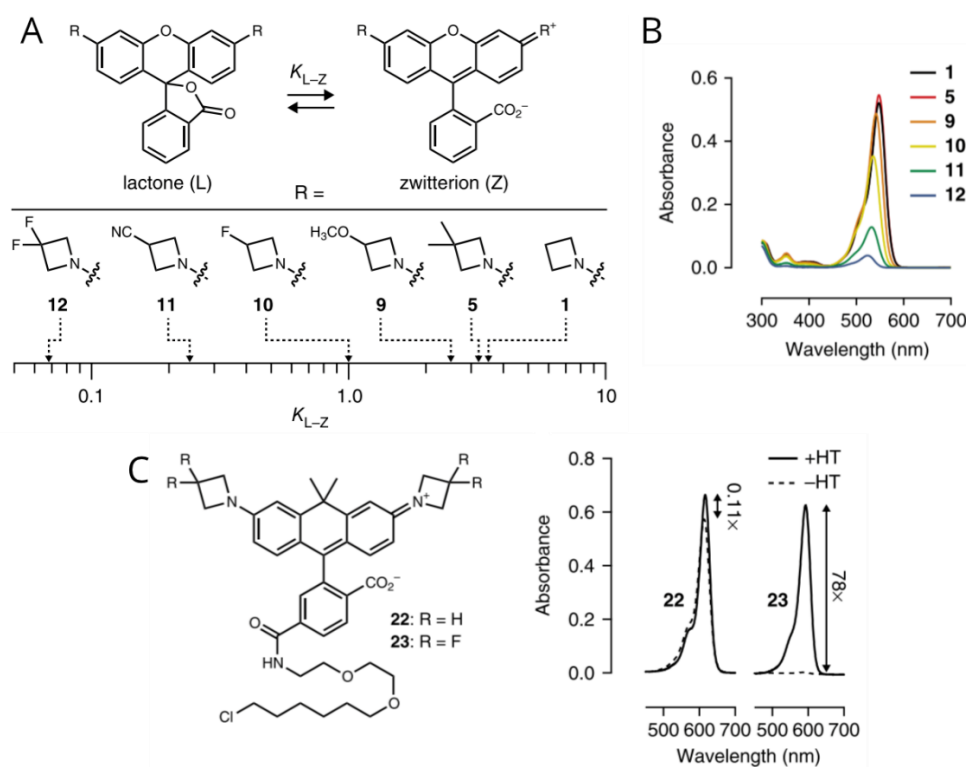 A
R
O
R
O
O
lactone (L)
K L–Z
R
O
R+
CO2−
zwitterion (Z)
R =
F
F
N
12
NC
N
11
F
N
10
H3CO
N
9
N
5
N
1
0.1
1.0
10
K L–Z
B
Absorbance
0.6
0.4
0.2
0.0
300 400 500 600 700
Wavelength (nm)
1
5
9
10
11
12
C
R
R
N
R
R
N+
CO2−
22: R = H
23: R = F
O
HN
O
O
Cl
Absorbance
0.8
0.6
0.4
0.2
0.0
+HT
−HT
22
0.11×
23
78×
500 600 700
500 600 700
Wavelength (nm)